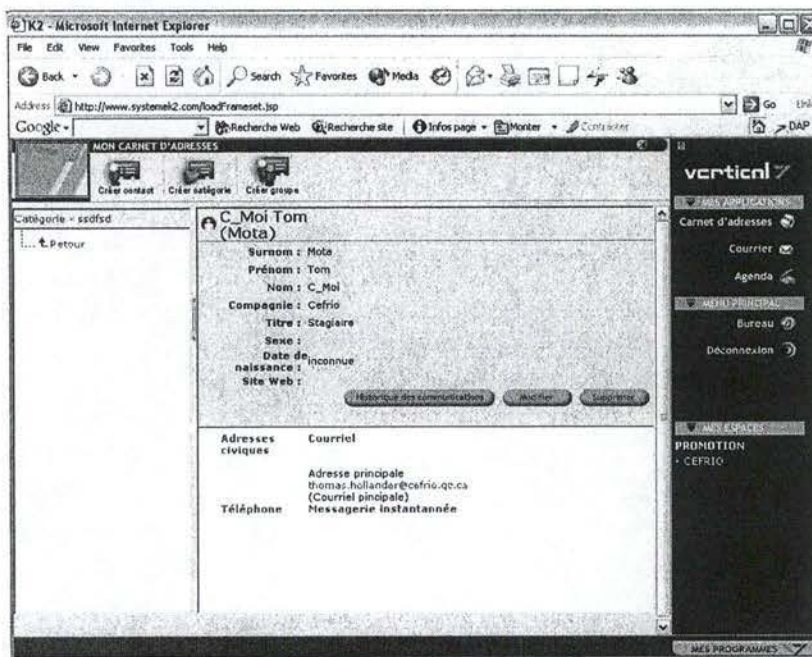 K2 - Microsoft Internet Explorer
File Edit View Favorites Tools Help
Back Search Favorites Media
Address http://www.systemek2.com/loadFrameset.jsp Go
Google Recherche Web Recherche site Infos page Monter DAP
MON CARNET D'ADRESSES
Créer contact Créer catégorie Créer groupe
Catégorie - ssdfsd
Retour
C_Moi Tom
(Mota)
Surnom : Mota
Prénom : Tom
Nom : C_Moi
Compagnie : Cefrio
Titre : Stagiaire
Sexe :
Date de naissance : inconnue
Site Web :
Historique des communications Modifier Supprimer
Adresses civiques
Courriel
Adresse principale
thomas.hollander@cefrio.qc.ca
(Courriel pincipale)
Téléphone
Messagerie instantannée
vertical 7
MES APPLICATIONS
Carnet d'adresses
Courrier
Agenda
MENU PRINCIPAL
Bureau
Déconnexion
MES ESPACES
PROMOTION
• CEFRIO
MES PROGRAMMES